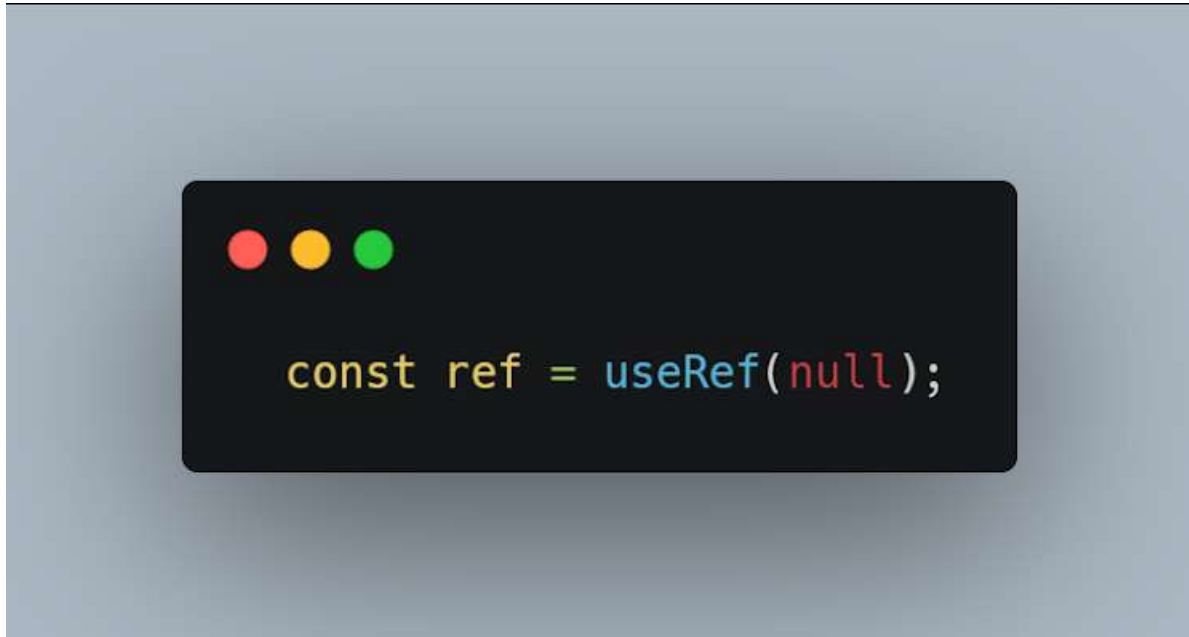 const ref = useRef(null);